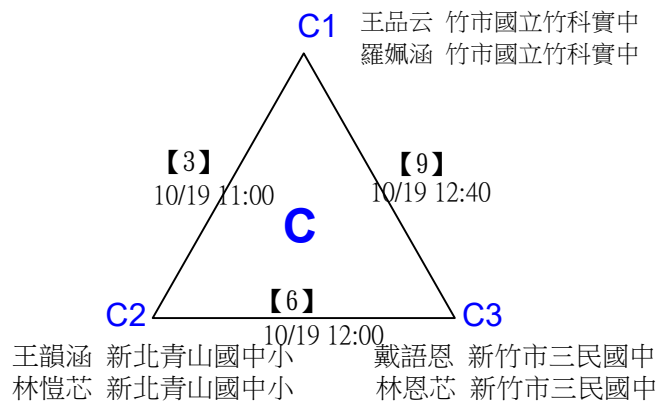 C1 王品云 竹市國立竹科實中
羅姵涵 竹市國立竹科實中
【3】 【9】
10/19 11:00 10/19 12:40
C
【6】
C2 C3
10/19 12:00
王韻涵 新北青山國中小 戴語恩 新竹市三民國中
林愷芯 新北青山國中小 林恩芯 新竹市三民國中